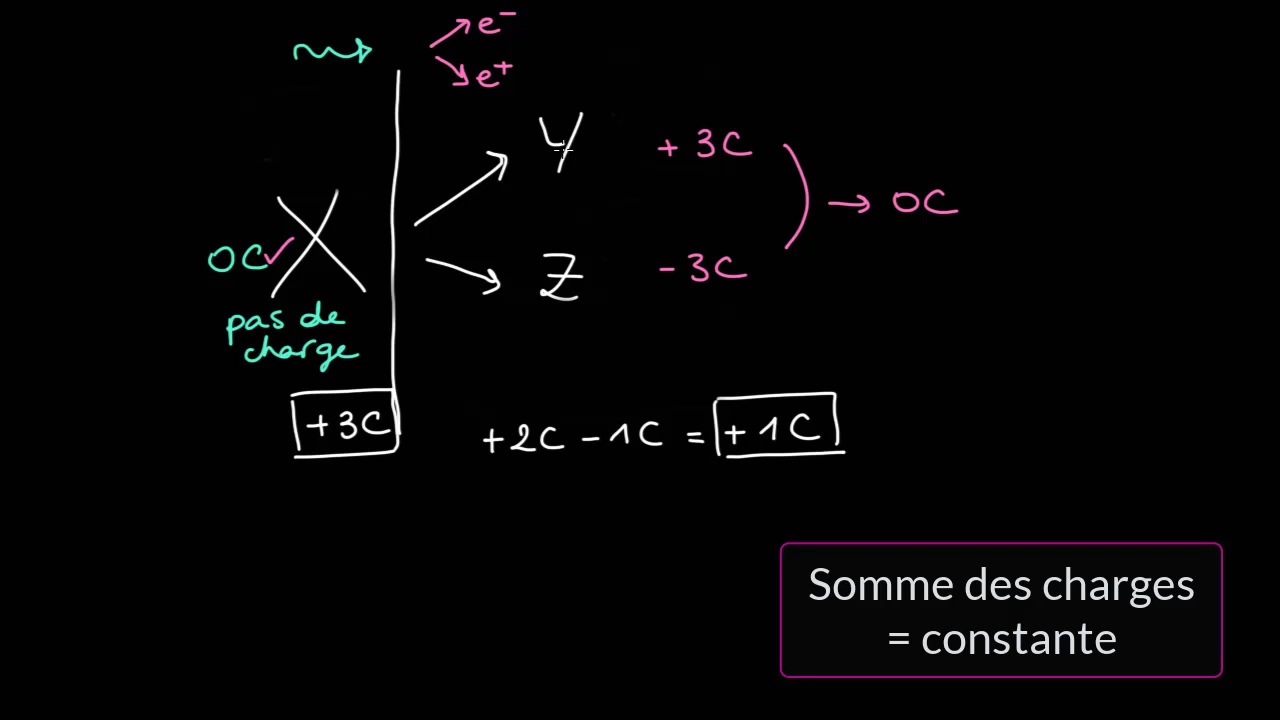 e⁻
e⁺
Y + 3C
→ 0C
X
0C✓
Z - 3C
pas de
charge
+3C
+2C - 1C = +1C
Somme des charges
= constante